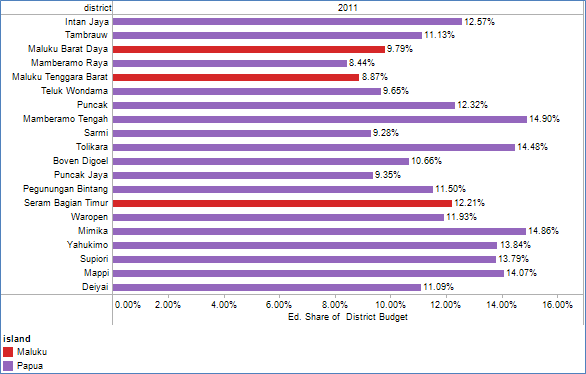 district 2011
Intan Jaya 12.57%
Tambrauw 11.13%
Maluku Barat Daya 9.79%
Mamberamo Raya 8.44%
Maluku Tenggara Barat 8.87%
Teluk Wondama 9.65%
Puncak 12.32%
Mamberamo Tengah 14.90%
Sarmi 9.28%
Tolikara 14.48%
Boven Digoel 10.66%
Puncak Jaya 9.35%
Pegunungan Bintang 11.50%
Seram Bagian Timur 12.21%
Waropen 11.93%
Mimika 14.86%
Yahukimo 13.84%
Supiori 13.79%
Mappi 14.07%
Deiyai 11.09%
0.00% 2.00% 4.00% 6.00% 8.00% 10.00% 12.00% 14.00% 16.00%
Ed. Share of District Budget
island
Maluku
Papua